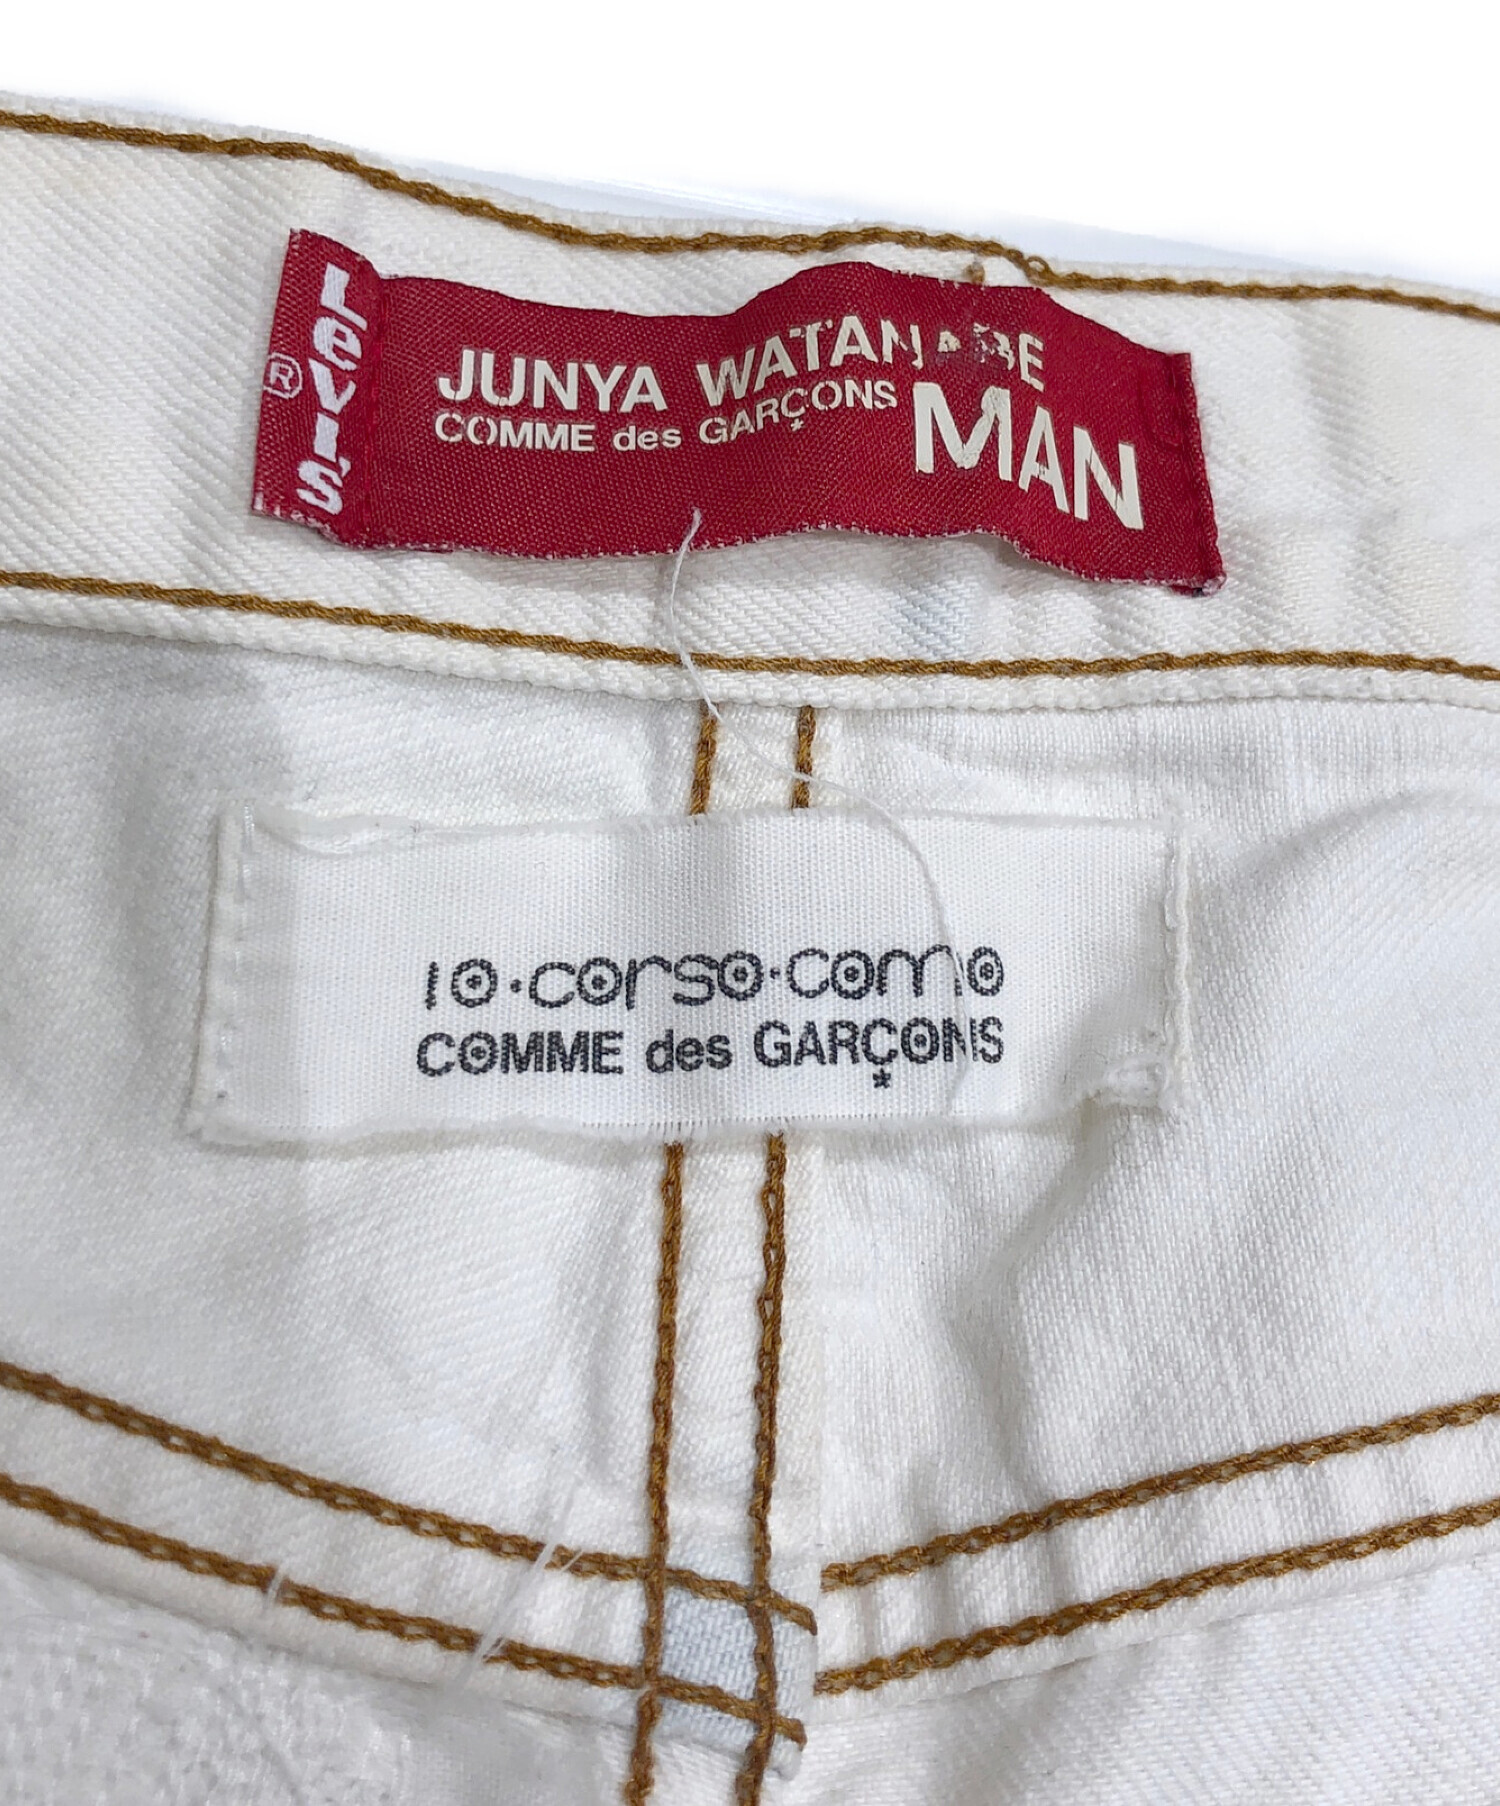 Levi's
®
JUNYA WATANABE
COMME des GARÇONS
MAN
10·corso·como
COMME des GARÇONS